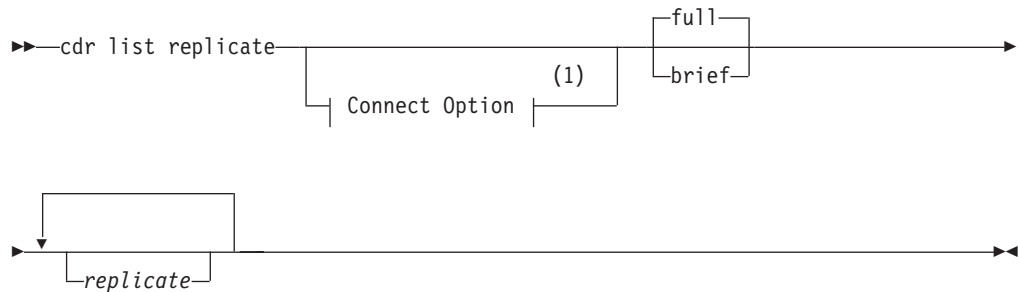 full
cdr list replicate
(1)
brief
Connect Option
replicate